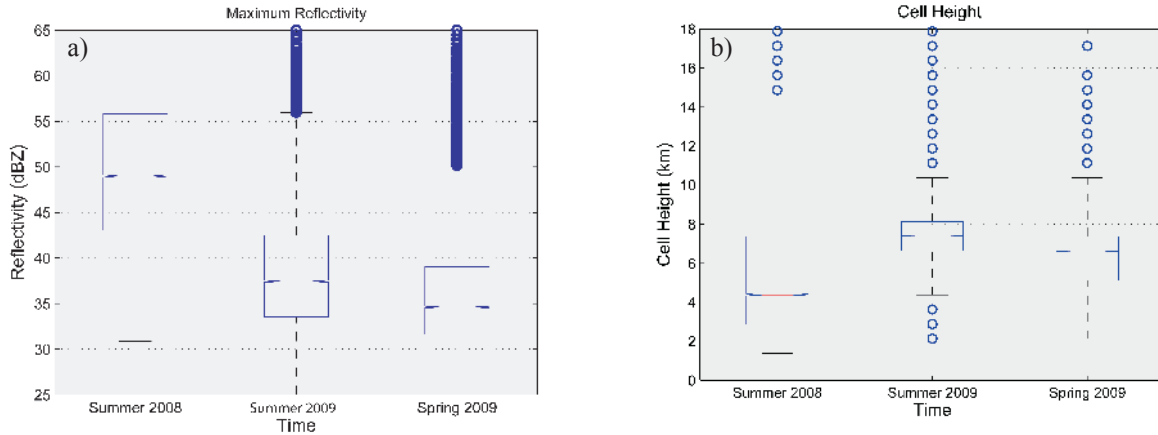 Maximum Reflectivity
a)
65
60
55
50
45
40
35
30
25
Reflectivity (dBZ)
Summer 2008 Summer 2009 Spring 2009
Time
Cell Height
b)
18
16
14
12
10
8
6
4
2
0
Cell Height (km)
Summer 2008 Summer 2009 Spring 2009
Time